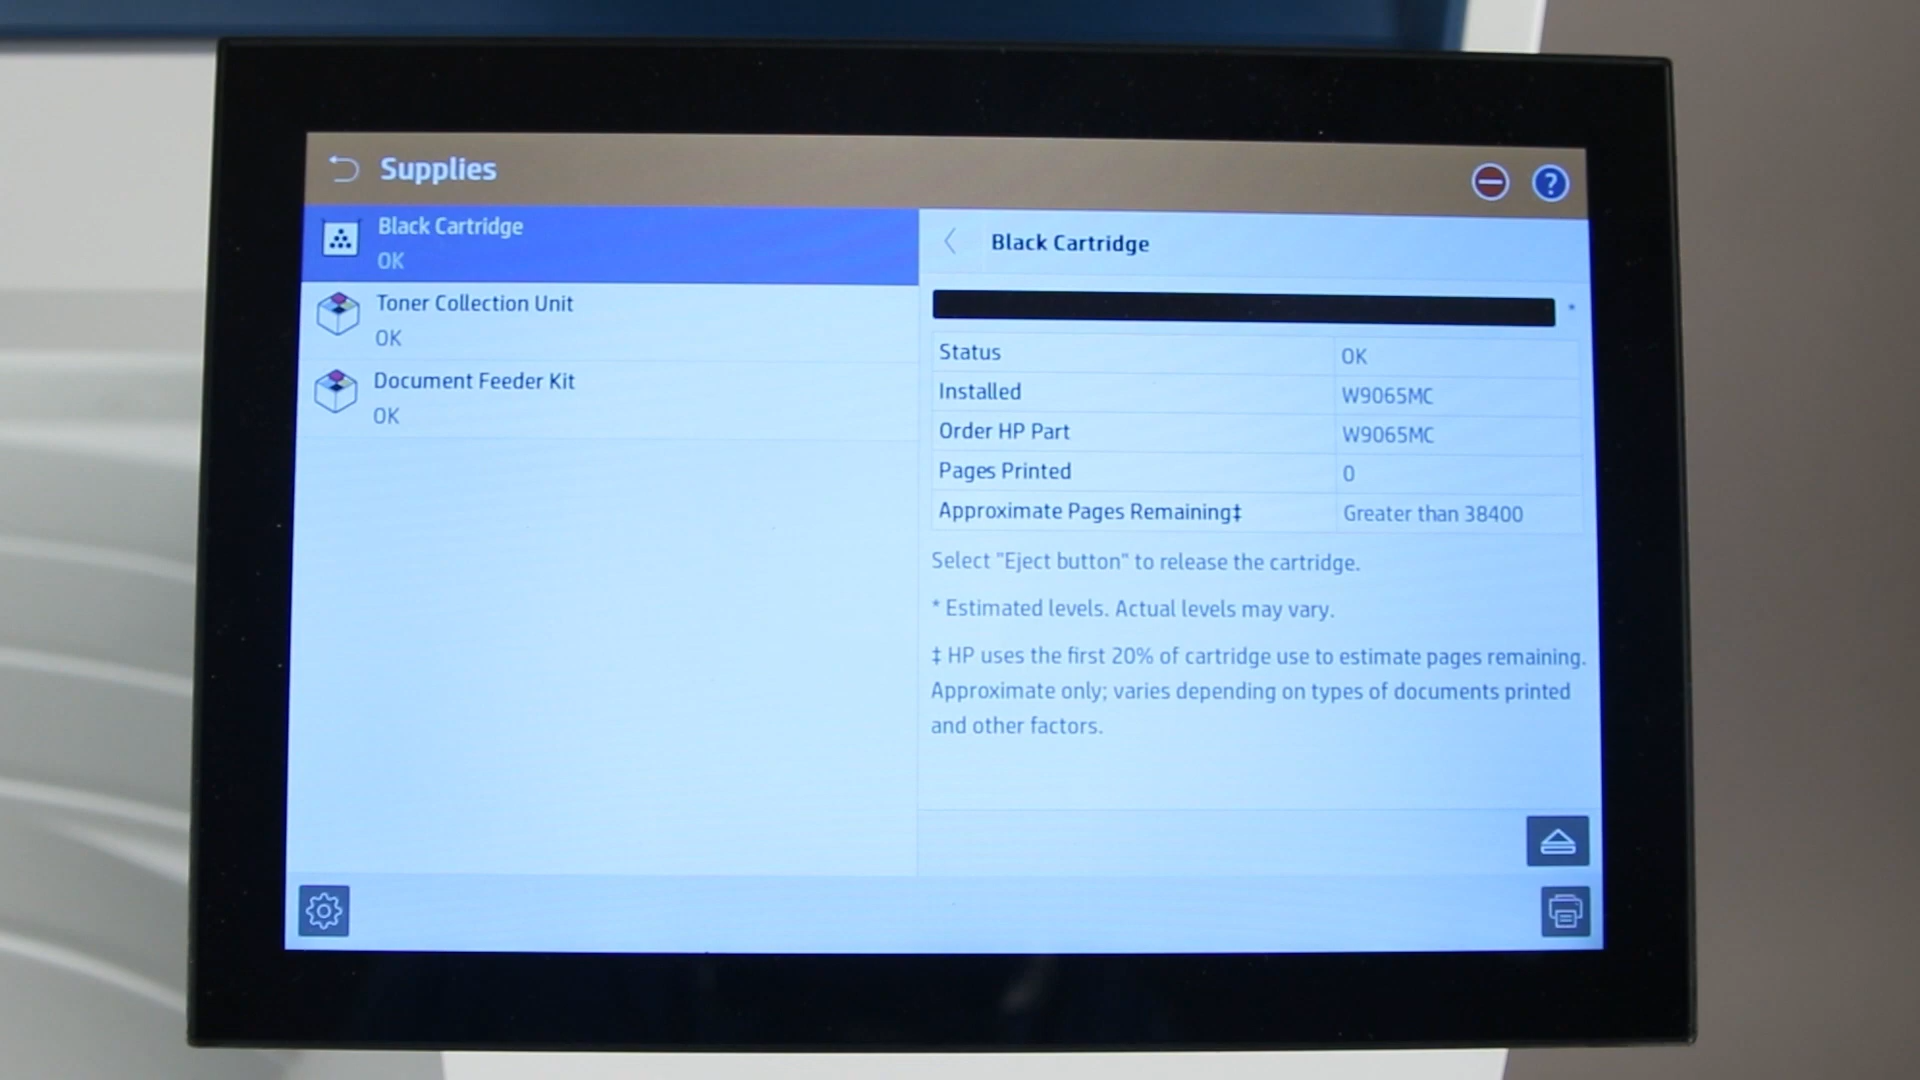 Supplies
?
Black Cartridge
OK
Toner Collection Unit
OK
Document Feeder Kit
OK
Black Cartridge
*
Status OK
Installed W9065MC
Order HP Part W9065MC
Pages Printed 0
Approximate Pages Remaining‡ Greater than 38400
Select "Eject button" to release the cartridge.
* Estimated levels. Actual levels may vary.
‡ HP uses the first 20% of cartridge use to estimate pages remaining.
Approximate only; varies depending on types of documents printed
and other factors.